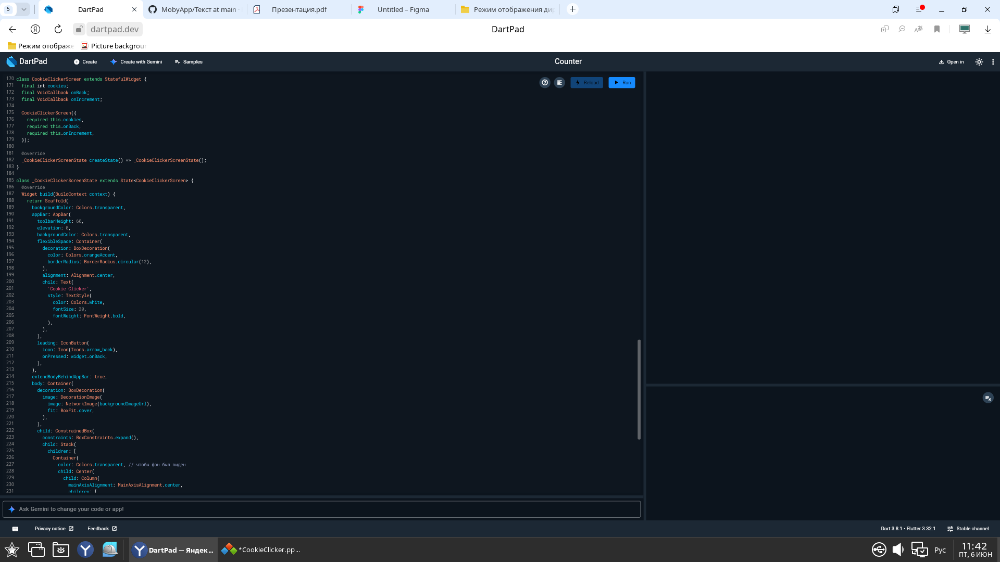 5
DartPad
MobyApp/Текст at main ·
Презентация.pdf
Untitled – Figma
Режим отображения ди
dartpad.dev
DartPad
Режим отображе
Picture backgroun
DartPad
Create
Create with Gemini
Samples
Counter
Open in
Reload
Run
170 class CookieClickerScreen extends StatefulWidget {
171 final int cookies;
172 final VoidCallback onBack;
173 final VoidCallback onIncrement;
174
175 CookieClickerScreen({
176 required this.cookies,
177 required this.onBack,
178 required this.onIncrement,
179 });
180
181 @override
182 _CookieClickerScreenState createState() => _CookieClickerScreenState();
183 }
184
185 class _CookieClickerScreenState extends State<CookieClickerScreen> {
186 @override
187 Widget build(BuildContext context) {
188 return Scaffold(
189 backgroundColor: Colors.transparent,
190 appBar: AppBar(
191 toolbarHeight: 60,
192 elevation: 0,
193 backgroundColor: Colors.transparent,
194 flexibleSpace: Container(
195 decoration: BoxDecoration(
196 color: Colors.orangeAccent,
197 borderRadius: BorderRadius.circular(12),
198 ),
199 alignment: Alignment.center,
200 child: Text(
201 'Cookie Clicker',
202 style: TextStyle(
203 color: Colors.white,
204 fontSize: 20,
205 fontWeight: FontWeight.bold,
206 ),
207 ),
208 ),
209 leading: IconButton(
210 icon: Icon(Icons.arrow_back),
211 onPressed: widget.onBack,
212 ),
213 ),
214 extendBodyBehindAppBar: true,
215 body: Container(
216 decoration: BoxDecoration(
217 image: DecorationImage(
218 image: NetworkImage(backgroundImageUrl),
219 fit: BoxFit.cover,
220 ),
221 ),
222 child: ConstrainedBox(
223 constraints: BoxConstraints.expand(),
224 child: Stack(
225 children: [
226 Container(
227 color: Colors.transparent, // чтобы фон был виден
228 child: Center(
229 child: Column(
230 mainAxisAlignment: MainAxisAlignment.center,
231 children: [
Ask Gemini to change your code or app!
Privacy notice
Feedback
Dart 3.8.1 • Flutter 3.32.1
Stable channel
DartPad — Яндек...
*CookieClicker.pp...
Рус
11:42
ПТ, 6 ИЮН